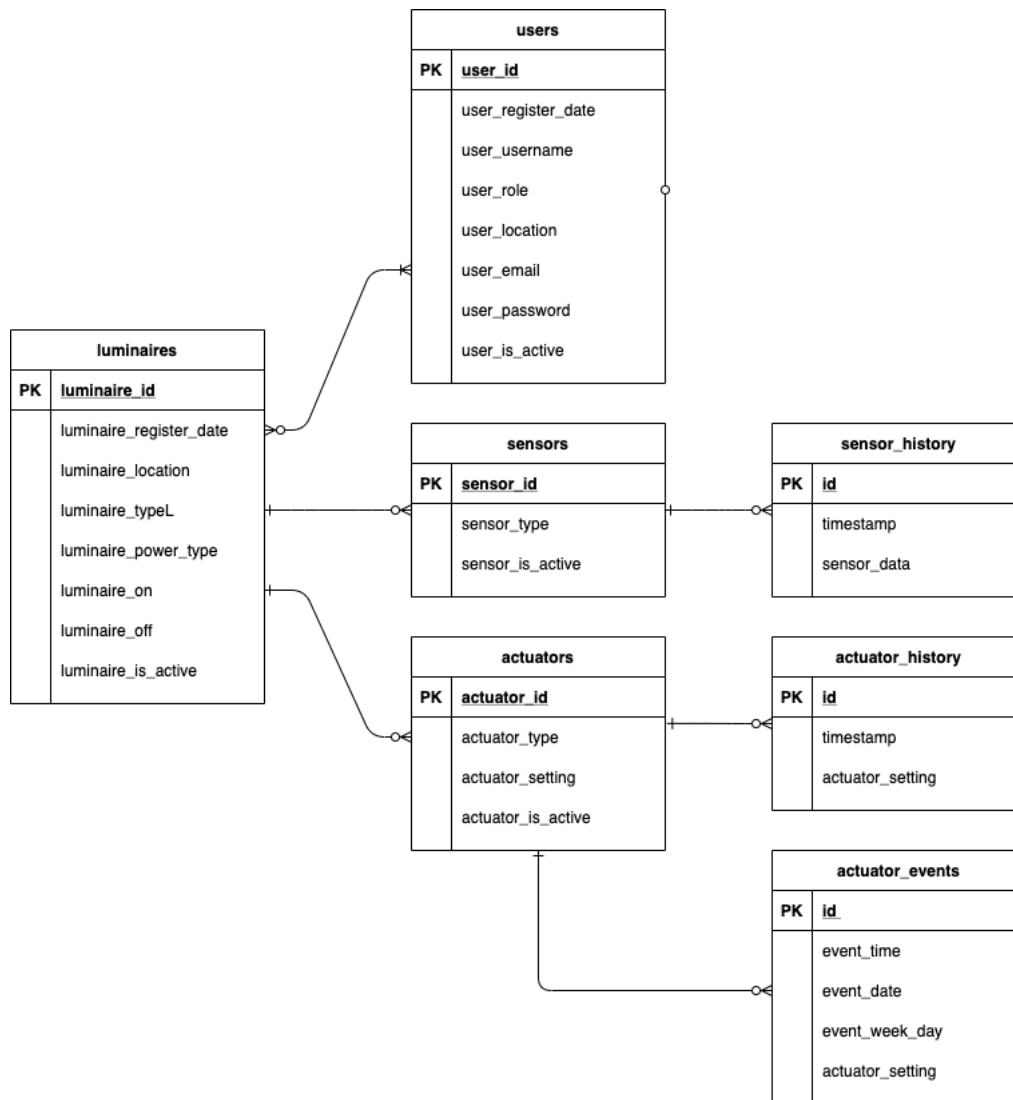 users
PK user_id
user_register_date
user_username
user_role
user_location
user_email
user_password
user_is_active
luminaires
PK luminaire_id
luminaire_register_date
luminaire_location
luminaire_typeL
luminaire_power_type
luminaire_on
luminaire_off
luminaire_is_active
sensors
PK sensor_id
sensor_type
sensor_is_active
sensor_history
PK id
timestamp
sensor_data
actuators
PK actuator_id
actuator_type
actuator_setting
actuator_is_active
actuator_history
PK id
timestamp
actuator_setting
actuator_events
PK id
event_time
event_date
event_week_day
actuator_setting